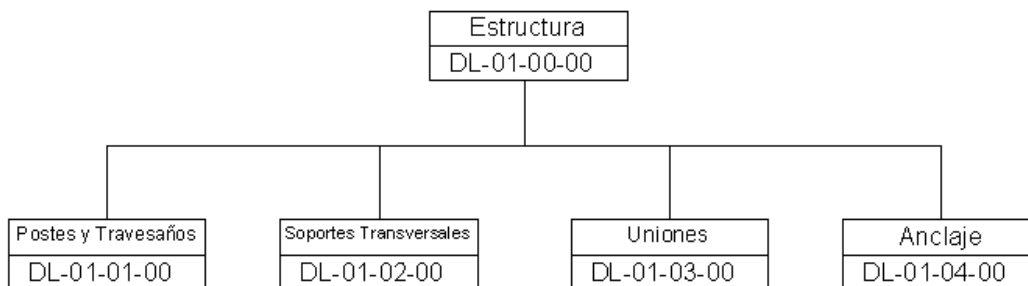 Estructura
DL-01-00-00
Postes y Travesaños
DL-01-01-00
Soportes Transversales
DL-01-02-00
Uniones
DL-01-03-00
Anclaje
DL-01-04-00